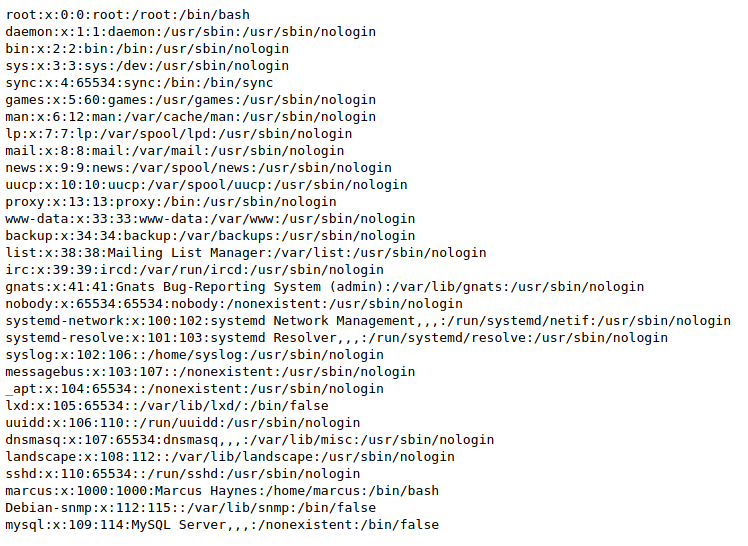 root:x:0:0:root:/root:/bin/bash
daemon:x:1:1:daemon:/usr/sbin:/usr/sbin/nologin
bin:x:2:2:bin:/bin:/usr/sbin/nologin
sys:x:3:3:sys:/dev:/usr/sbin/nologin
sync:x:4:65534:sync:/bin:/bin/sync
games:x:5:60:games:/usr/games:/usr/sbin/nologin
man:x:6:12:man:/var/cache/man:/usr/sbin/nologin
lp:x:7:7:lp:/var/spool/lpd:/usr/sbin/nologin
mail:x:8:8:mail:/var/mail:/usr/sbin/nologin
news:x:9:9:news:/var/spool/news:/usr/sbin/nologin
uucp:x:10:10:uucp:/var/spool/uucp:/usr/sbin/nologin
proxy:x:13:13:proxy:/bin:/usr/sbin/nologin
www-data:x:33:33:www-data:/var/www:/usr/sbin/nologin
backup:x:34:34:backup:/var/backups:/usr/sbin/nologin
list:x:38:38:Mailing List Manager:/var/list:/usr/sbin/nologin
irc:x:39:39:ircd:/var/run/ircd:/usr/sbin/nologin
gnats:x:41:41:Gnats Bug-Reporting System (admin):/var/lib/gnats:/usr/sbin/nologin
nobody:x:65534:65534:nobody:/nonexistent:/usr/sbin/nologin
systemd-network:x:100:102:systemd Network Management,,,:/run/systemd/netif:/usr/sbin/nologin
systemd-resolve:x:101:103:systemd Resolver,,,:/run/systemd/resolve:/usr/sbin/nologin
syslog:x:102:106::/home/syslog:/usr/sbin/nologin
messagebus:x:103:107::/nonexistent:/usr/sbin/nologin
_apt:x:104:65534::/nonexistent:/usr/sbin/nologin
lxd:x:105:65534::/var/lib/lxd/:/bin/false
uuidd:x:106:110::/run/uuidd:/usr/sbin/nologin
dnsmasq:x:107:65534:dnsmasq,,,:/var/lib/misc:/usr/sbin/nologin
landscape:x:108:112::/var/lib/landscape:/usr/sbin/nologin
sshd:x:110:65534::/run/sshd:/usr/sbin/nologin
marcus:x:1000:1000:Marcus Haynes:/home/marcus:/bin/bash
Debian-snmp:x:112:115::/var/lib/snmp:/bin/false
mysql:x:109:114:MySQL Server,,,:/nonexistent:/bin/false